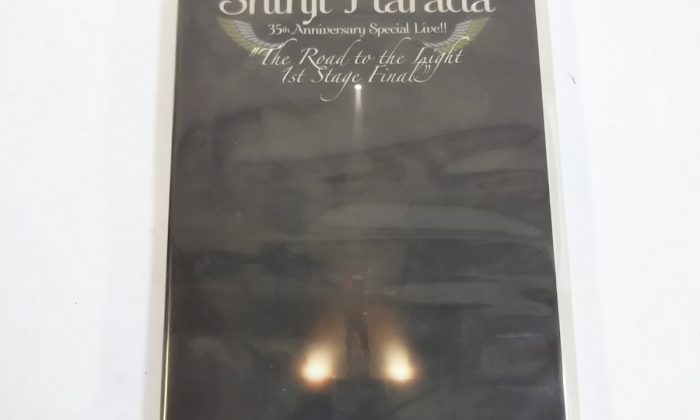 Shinji Harada
35th Anniversary Special Live!!
"The Road to the Light
1st Stage Final"